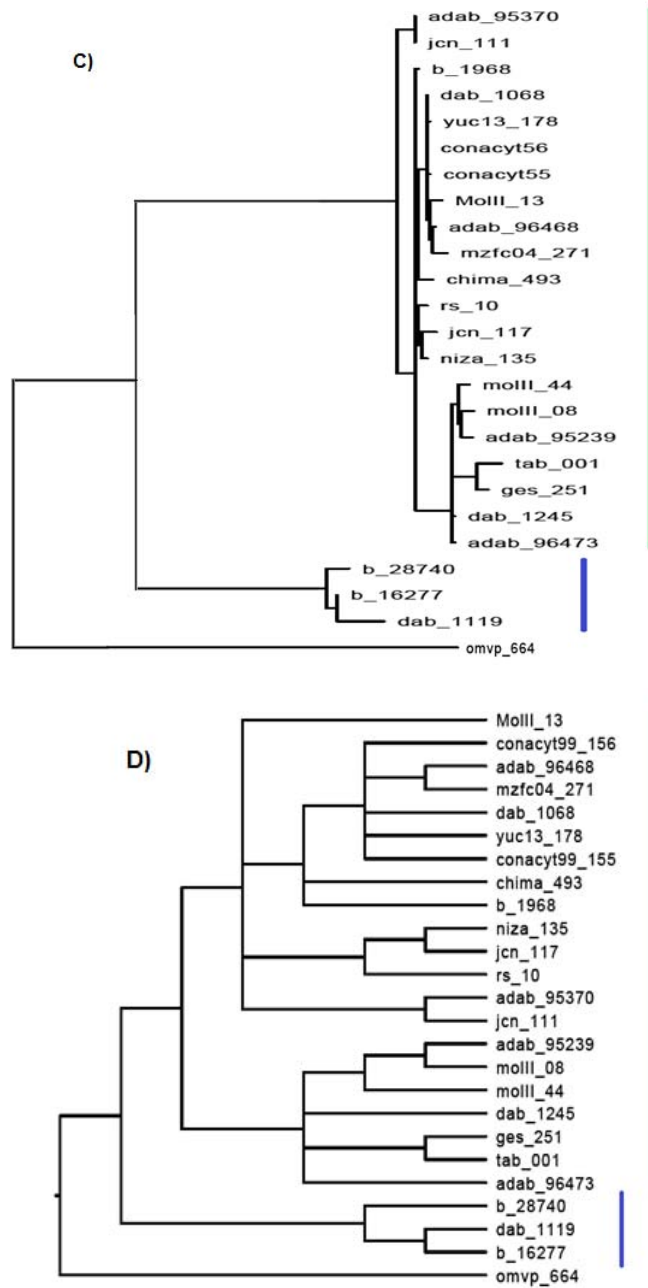 C)
adab_95370
jcn_111
b_1968
dab_1068
yuc13_178
conacyt56
conacyt55
MolII_13
adab_96468
mzfc04_271
chima_493
rs_10
jcn_117
niza_135
molII_44
molII_08
adab_95239
tab_001
ges_251
dab_1245
adab_96473
b_28740
b_16277
dab_1119
omvp_664
D)
MolII_13
conacyt99_156
adab_96468
mzfc04_271
dab_1068
yuc13_178
conacyt99_155
chima_493
b_1968
niza_135
jcn_117
rs_10
adab_95370
jcn_111
adab_95239
molII_08
molII_44
dab_1245
ges_251
tab_001
adab_96473
b_28740
dab_1119
b_16277
omvp_664